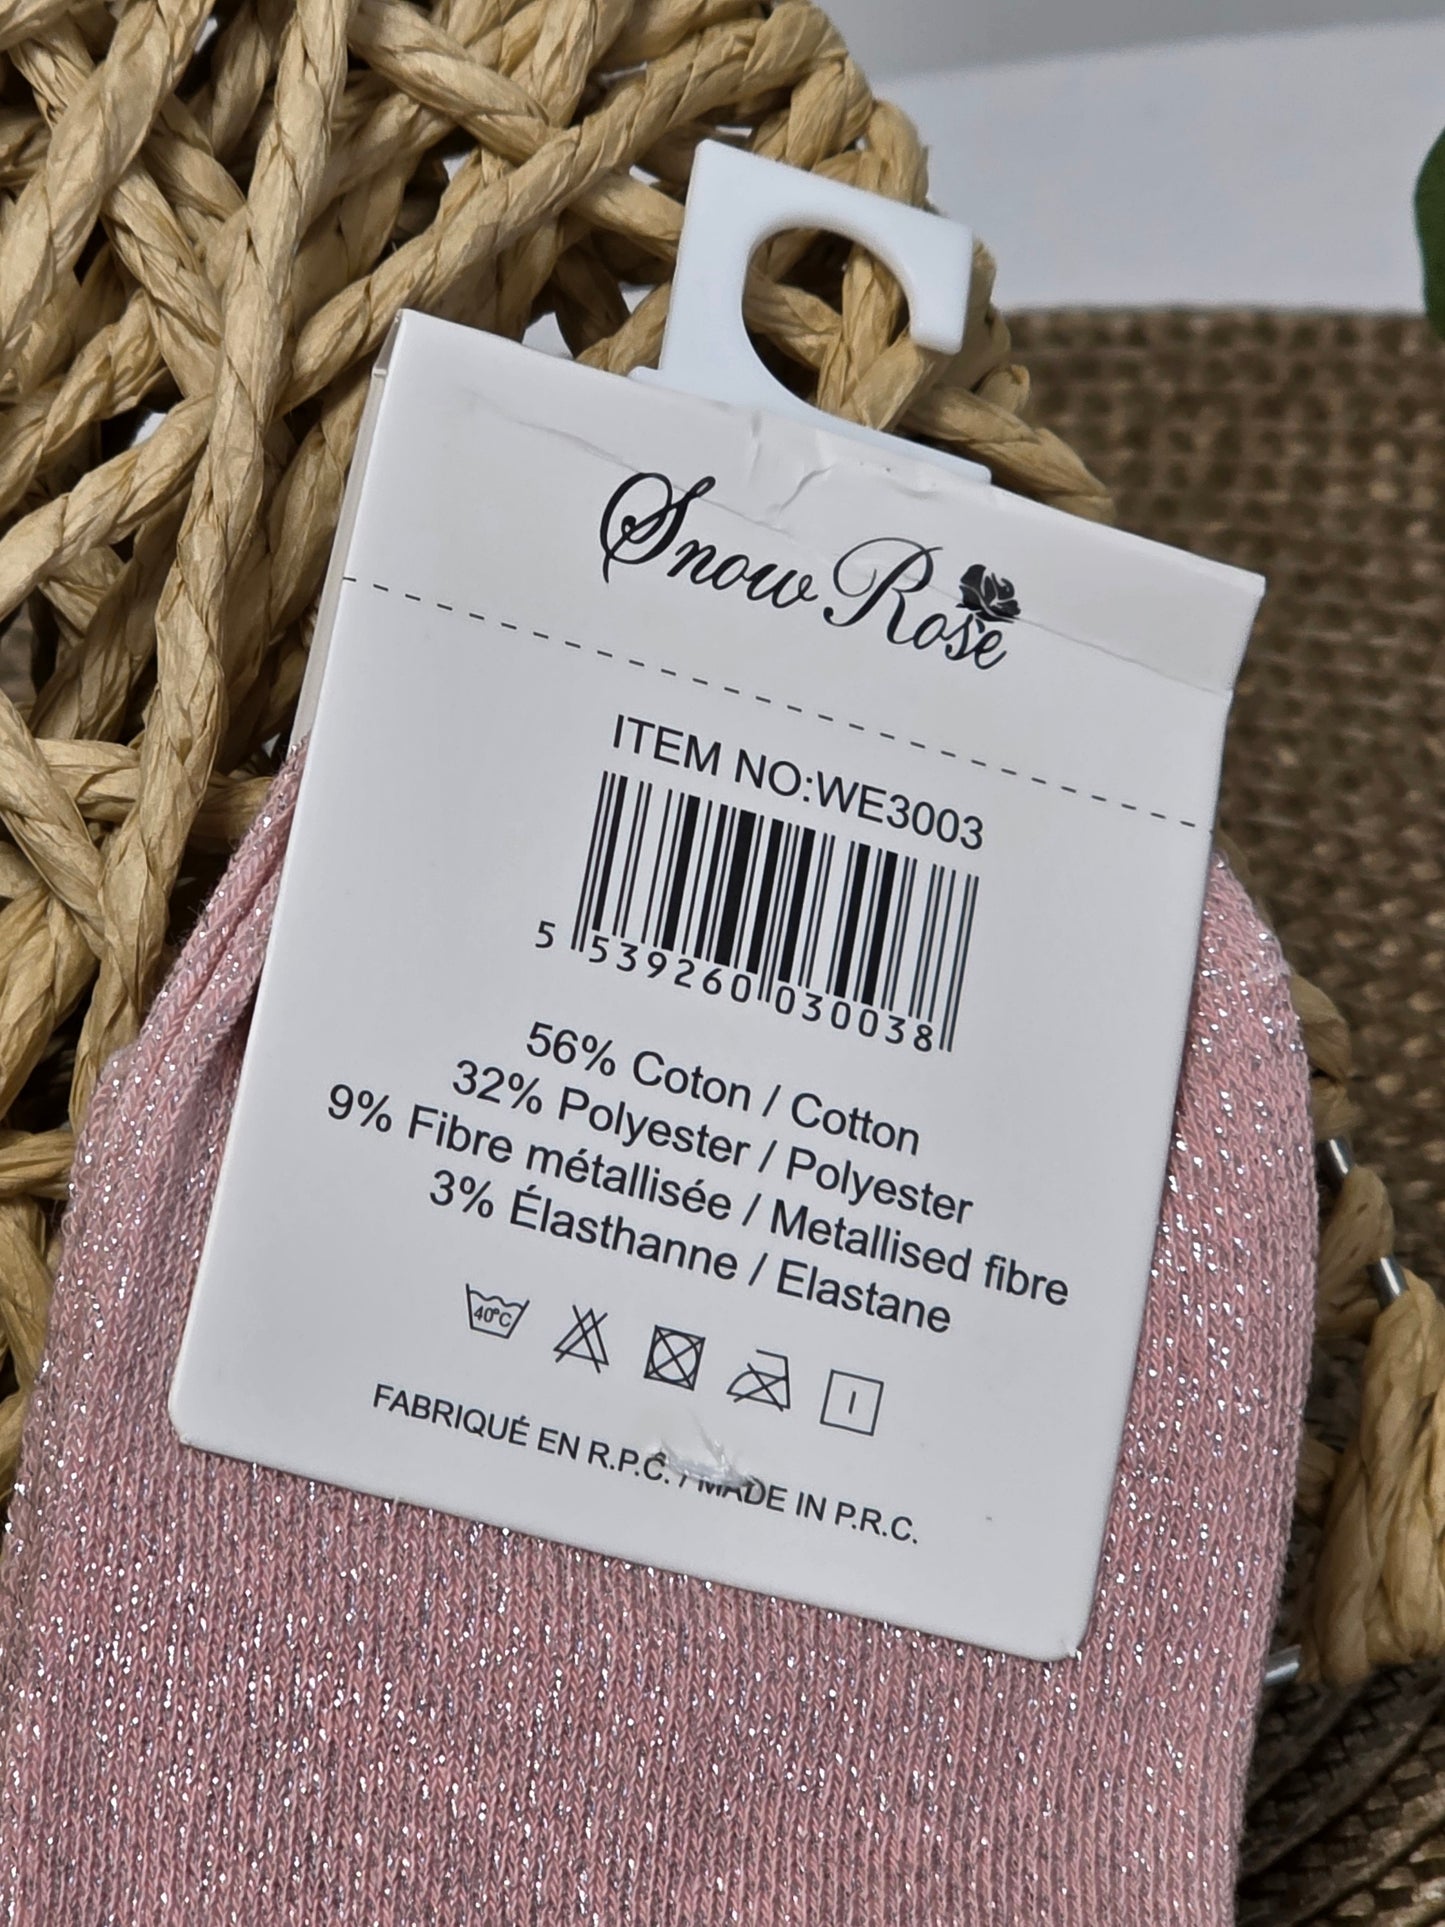 Snow Rose
ITEM NO:WE3003
5 539260 030038
56% Coton / Cotton
32% Polyester / Polyester
9% Fibre métallisée / Metallised fibre
3% Élasthanne / Elastane
40°C
FABRIQUÉ EN R.P.C. / MADE IN P.R.C.